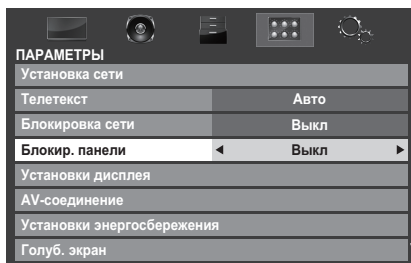 ПАРАМЕТРЫ
Установка сети
Телетекст Авто
Блокировка сети Выкл
Блокир. панели Выкл
Установки дисплея
AV-соединение
Установки энергосбережения
Голуб. экран